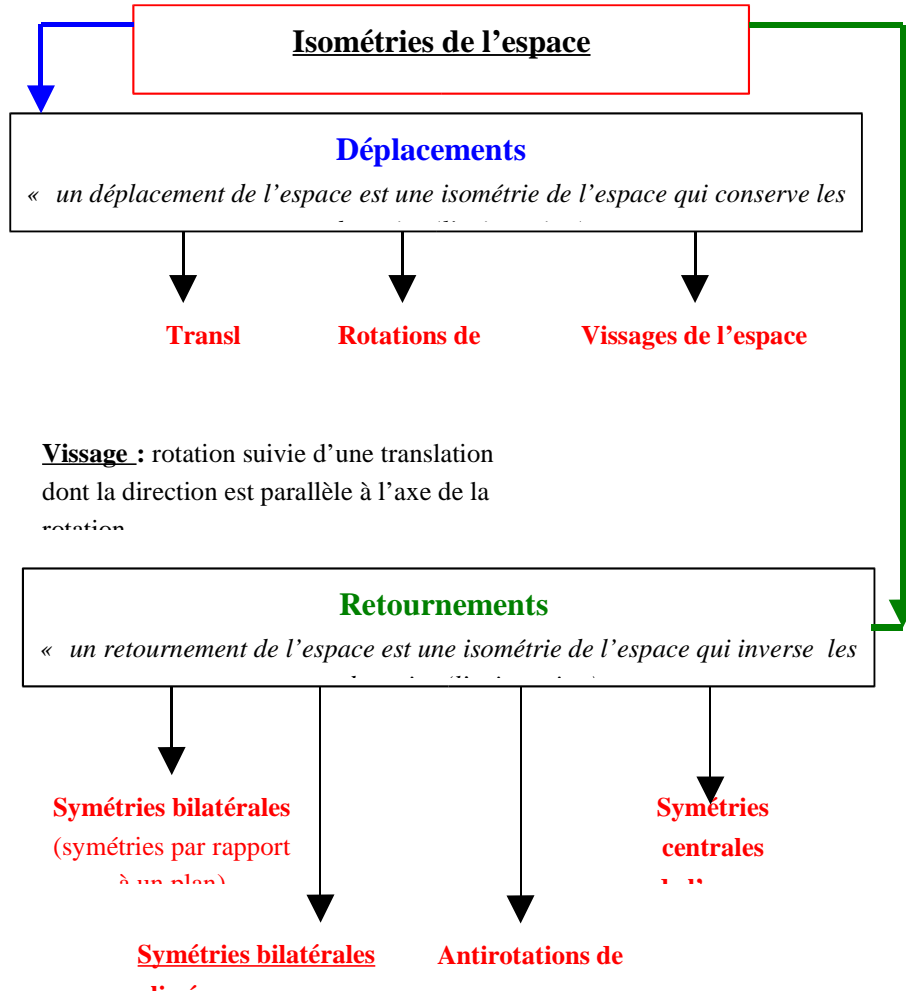 Isométries de l’espace
Déplacements
« un déplacement de l’espace est une isométrie de l’espace qui conserve les
Transl
Rotations de
Vissages de l’espace
Vissage : rotation suivie d’une translation
dont la direction est parallèle à l’axe de la
rotation
Retournements
« un retournement de l’espace est une isométrie de l’espace qui inverse les
Symétries bilatérales
(symétries par rapport
à un plan)
Symétries
centrales
Symétries bilatérales
Antirotations de